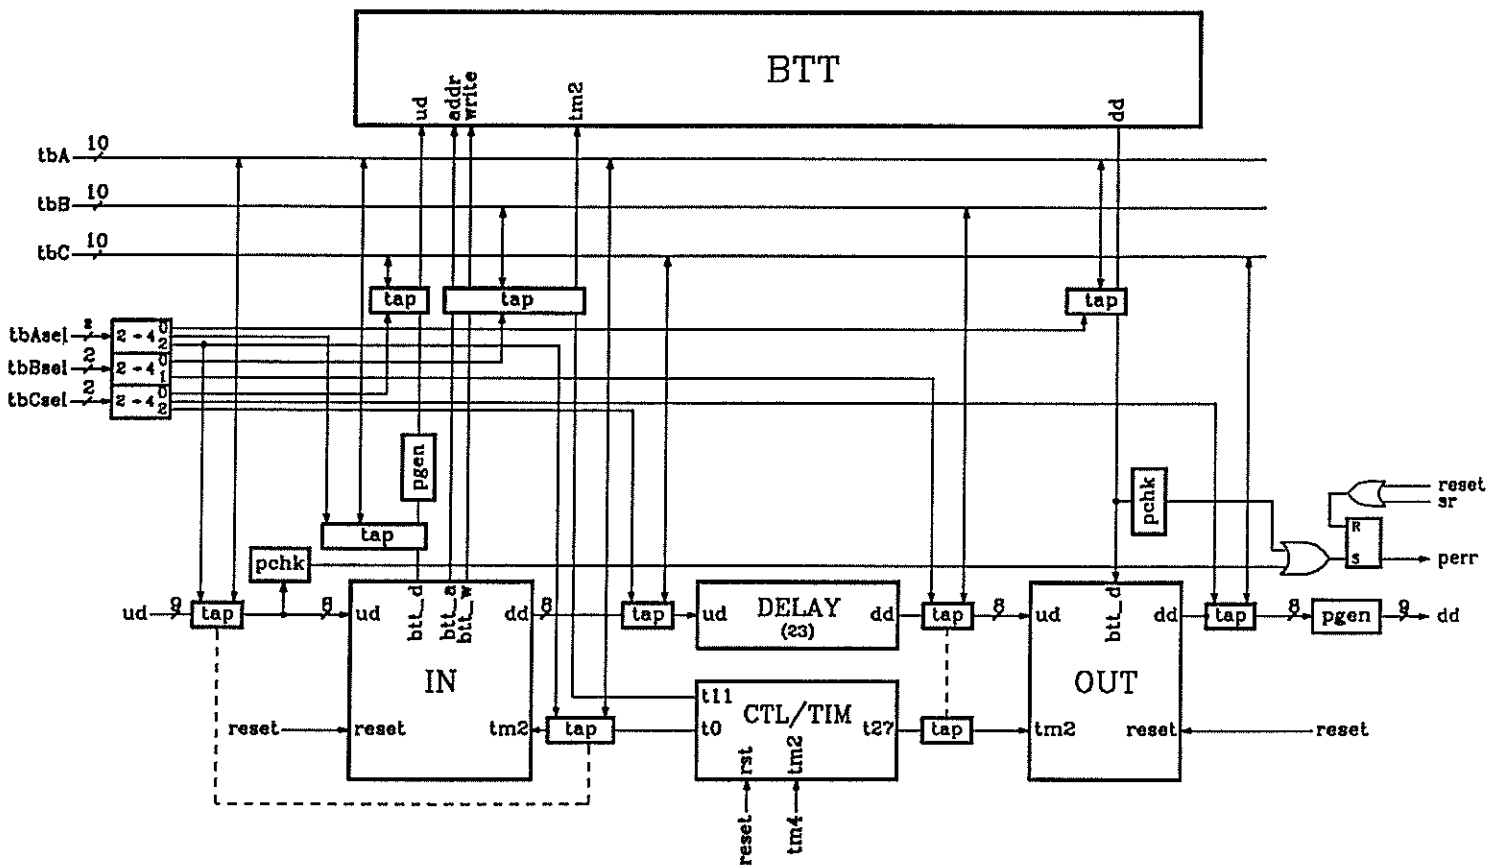 BTT
ud
addr
write
tm2
dd
tbA 10
tbB 10
tbC 10
tap
tap
tap
tbAsel 2 → 4 0 2
tbBsel 2 2 → 4 0 1
tbCsel 2 2 → 4 0 2
pgen
tap
pchk
pchk
reset
sr
R
S
perr
ud 9 tap 8 ud
btt_d
btt_a
btt_w
dd 8 tap ud DELAY dd tap 8 ud
(23)
btt_d
dd tap 8 pgen 9 dd
IN
OUT
reset reset
tm2 tap
t11
CTL/TIM
t0
t27 tap tm2
reset reset
rst
tm2
reset
tm4